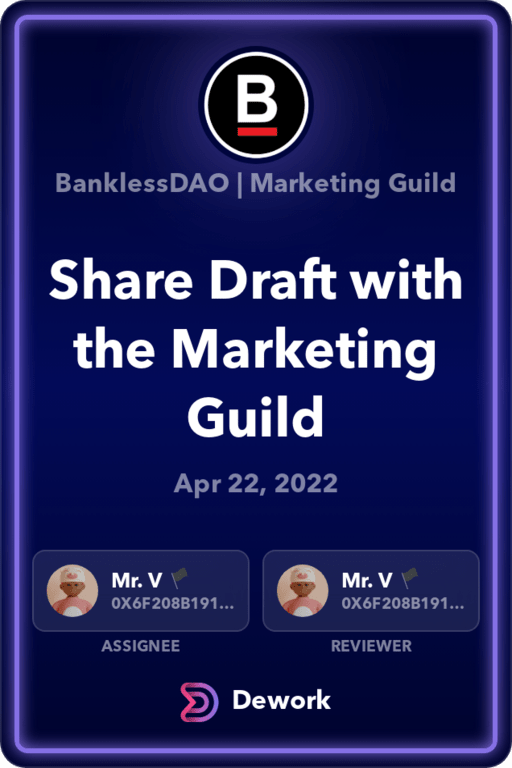 B
BanklessDAO | Marketing Guild
Share Draft with
the Marketing
Guild
Apr 22, 2022
Mr. V 🏴
0X6F208B191...
ASSIGNEE
Mr. V 🏴
0X6F208B191...
REVIEWER
Dework